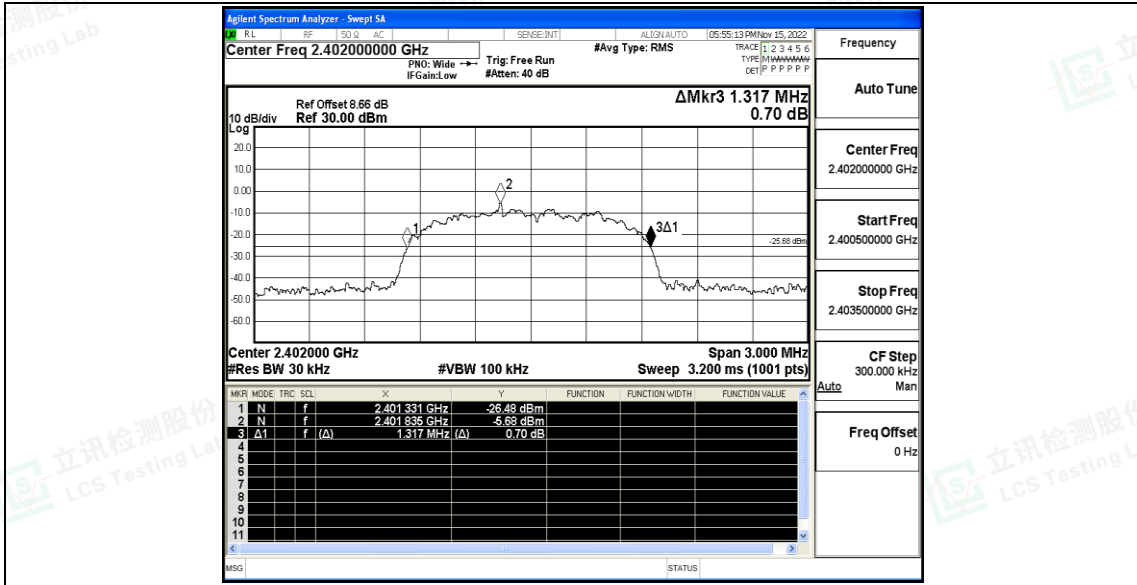 Agilent Spectrum Analyzer - Swept SA
RL RF 50 Ω AC SENSE:INT ALIGNAUTO 05:55:13 PM Nov 15, 2022
Center Freq 2.402000000 GHz #Avg Type: RMS TRACE 1 2 3 4 5 6
PNO: Wide Trig: Free Run TYPE MWWWWW
IFGain:Low #Atten: 40 dB DET P P P P P P
ΔMkr3 1.317 MHz
0.70 dB
Ref Offset 8.66 dB
10 dB/div Ref 30.00 dBm
Log
20.0
10.0
0.00
-10.0
-20.0
-30.0
-40.0
-50.0
-60.0
1
2
3Δ1
-25.68 dBm
Center 2.402000 GHz Span 3.000 MHz
#Res BW 30 kHz #VBW 100 kHz Sweep 3.200 ms (1001 pts)
MKR MODE TRC SCL X Y FUNCTION FUNCTION WIDTH FUNCTION VALUE
1 N f 2.401 331 GHz -26.48 dBm
2 N f 2.401 835 GHz -5.68 dBm
3 Δ1 f (Δ) 1.317 MHz (Δ) 0.70 dB
4
5
6
7
8
9
10
11
MSG STATUS
Frequency
Auto Tune
Center Freq
2.402000000 GHz
Start Freq
2.400500000 GHz
Stop Freq
2.403500000 GHz
CF Step
300.000 kHz
Auto Man
Freq Offset
0 Hz
立讯检测股份
LCS Testing Lab
立讯检测股份
LCS Testing L